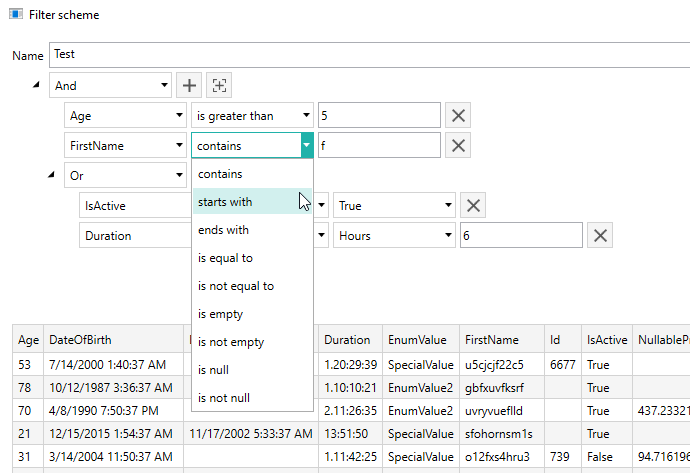 Filter scheme
Name Test
And
Age is greater than 5
FirstName contains f
Or
contains
IsActive starts with True
Duration ends with Hours 6
is equal to
is not equal to
is empty
is not empty
is null
is not null
Age DateOfBirth Duration EnumValue FirstName Id IsActive NullablePr
53 7/14/2000 1:40:37 AM 1.20:29:39 SpecialValue u5cjcjf22c5 6677 True
78 10/12/1987 3:36:37 AM 1.10:10:21 EnumValue2 gbfxuvfksrf True
70 4/8/1990 7:50:37 PM 2.11:26:35 EnumValue2 uvryvueflld True 437.23321
21 12/15/2015 1:54:37 AM 11/17/2002 5:33:37 AM 13:51:50 SpecialValue sfohornsm1s True
31 3/14/2004 11:50:37 AM 1.11:42:25 SpecialValue o12fxs4hru3 739 False 94.716196